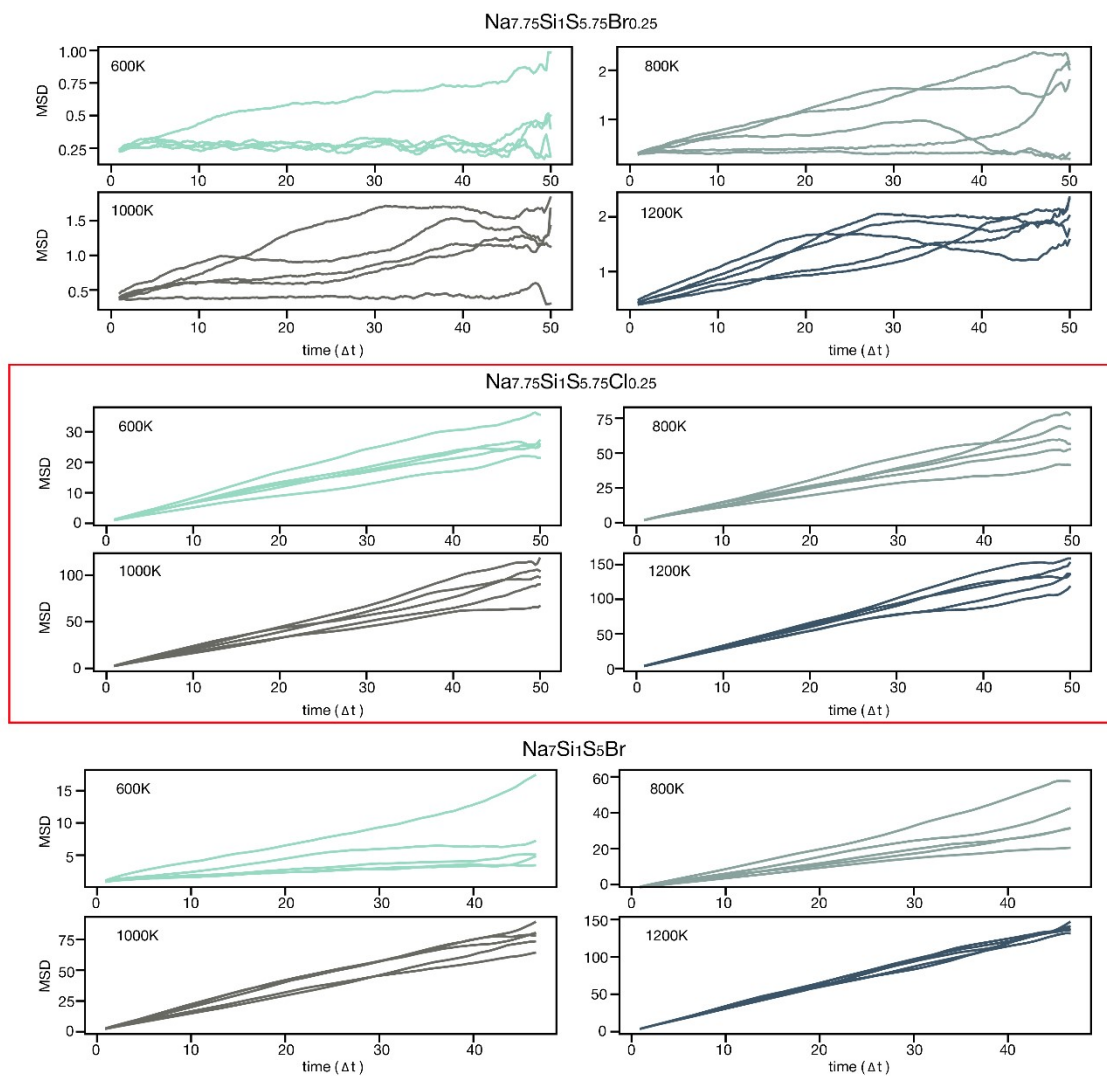 Na7.75Si1S5.75Br0.25
600K
800K
MSD
1.00
0.75
0.5
0.25
2
1
0 10 20 30 40 50
0 10 20 30 40 50
1000K
1200K
MSD
1.5
1.0
0.5
2
1
0 10 20 30 40 50
0 10 20 30 40 50
time (Δt)
time (Δt)
Na7.75Si1S5.75Cl0.25
600K
800K
MSD
30
20
10
0
75
50
25
0
0 10 20 30 40 50
0 10 20 30 40 50
1000K
1200K
MSD
100
50
0
150
100
50
0
0 10 20 30 40 50
0 10 20 30 40 50
time (Δt)
time (Δt)
Na7Si1S5Br
600K
800K
MSD
15
10
5
60
40
20
0
0 10 20 30 40
0 10 20 30 40
1000K
1200K
MSD
75
50
25
0
150
100
50
0
0 10 20 30 40
0 10 20 30 40
time (Δt)
time (Δt)